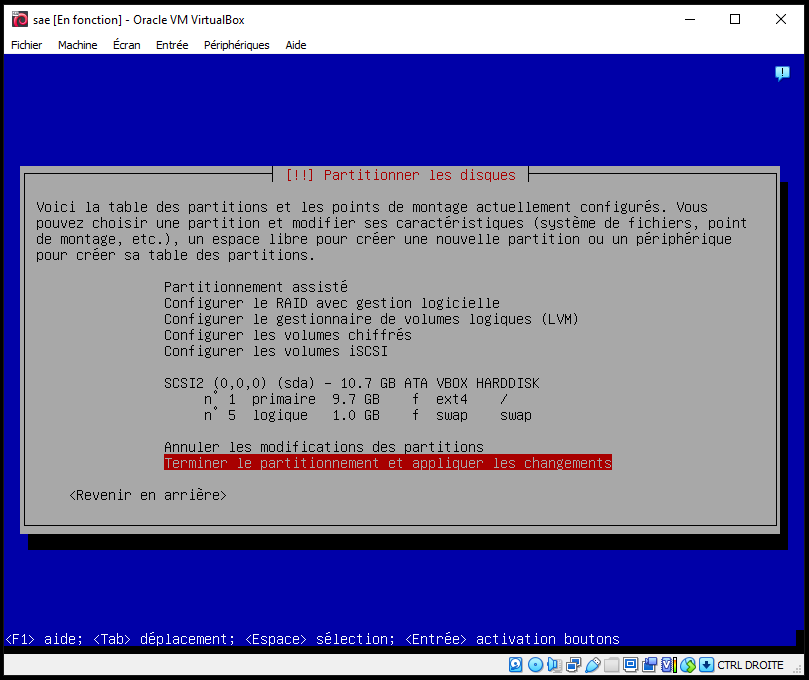 sae [En fonction] - Oracle VM VirtualBox
Fichier Machine Écran Entrée Périphériques Aide
[!!] Partitionner les disques
Voici la table des partitions et les points de montage actuellement configurés. Vous
pouvez choisir une partition et modifier ses caractéristiques (système de fichiers, point
de montage, etc.), un espace libre pour créer une nouvelle partition ou un périphérique
pour créer sa table des partitions.
Partitionnement assisté
Configurer le RAID avec gestion logicielle
Configurer le gestionnaire de volumes logiques (LVM)
Configurer les volumes chiffrés
Configurer les volumes iSCSI
SCSI2 (0,0,0) (sda) - 10.7 GB ATA VBOX HARDDISK
n° 1 primaire 9.7 GB f ext4 /
n° 5 logique 1.0 GB f swap swap
Annuler les modifications des partitions
Terminer le partitionnement et appliquer les changements
<Revenir en arrière>
<F1> aide; <Tab> déplacement; <Espace> sélection; <Entrée> activation boutons
CTRL DROITE